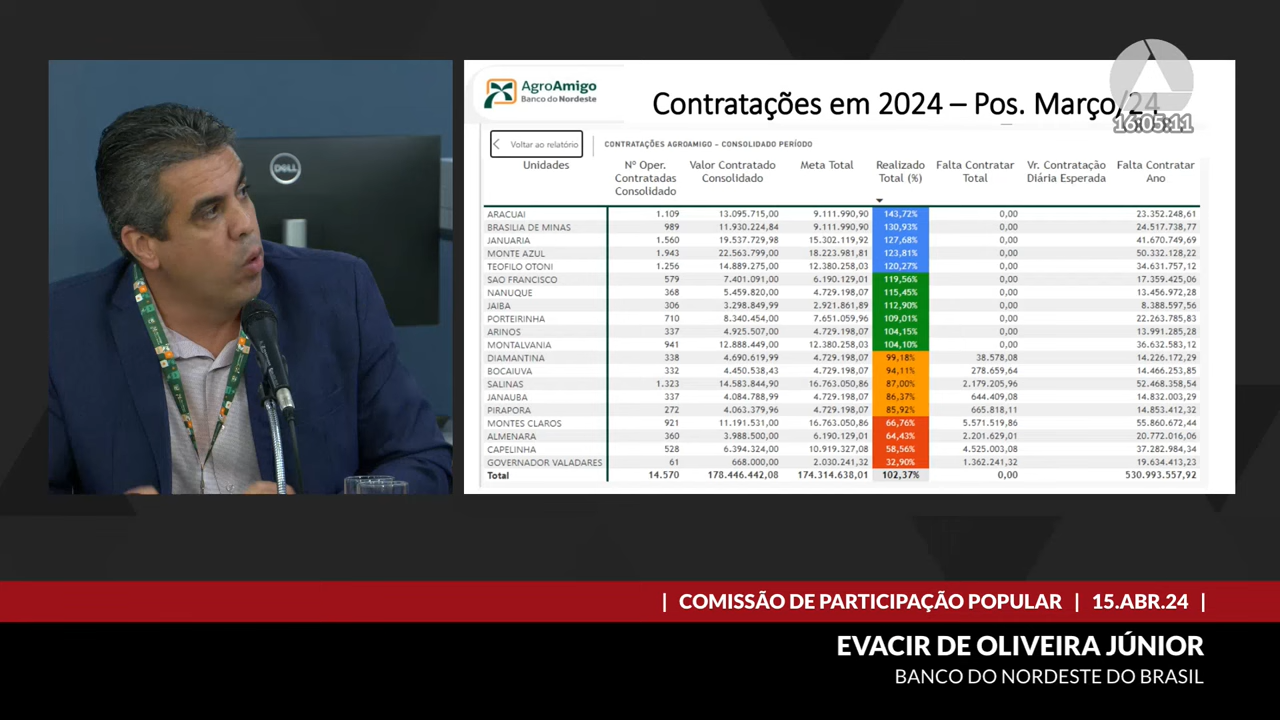 AgroAmigo
Banco do Nordeste
Contratações em 2024 – Pos. Março/24
16:05:11
DELL
Voltar ao relatório
CONTRATAÇÕES AGROAMIGO – CONSOLIDADO PERÍODO
Unidades Nº Oper. Contratadas Consolidado Valor Contratado Consolidado Meta Total Realizado Total (%) Falta Contratar Total Vr. Contratação Diária Esperada Falta Contratar Ano
ARACUAI 1.109 13.095.715,00 9.111.990,90 143,72% 0,00 23.352.248,61
BRASILIA DE MINAS 989 11.930.224,84 9.111.990,90 130,93% 0,00 24.517.738,77
JANUARIA 1.560 19.537.729,98 15.302.119,92 127,68% 0,00 41.670.749,69
MONTE AZUL 1.943 22.563.799,00 18.223.981,81 123,81% 0,00 50.332.128,22
TEOFILO OTONI 1.256 14.889.275,00 12.380.258,03 120,27% 0,00 34.631.757,12
SAO FRANCISCO 579 7.401.091,00 6.190.129,01 119,56% 0,00 17.359.425,06
NANUQUE 368 5.459.820,00 4.729.198,07 115,45% 0,00 13.456.972,28
JAIBA 306 3.298.849,99 2.921.861,89 112,90% 0,00 8.388.597,56
PORTEIRINHA 710 8.340.454,00 7.651.059,96 109,01% 0,00 22.263.785,83
ARINOS 337 4.925.507,00 4.729.198,07 104,15% 0,00 13.991.285,28
MONTALVANIA 941 12.888.449,00 12.380.258,03 104,10% 0,00 36.632.583,12
DIAMANTINA 338 4.690.619,99 4.729.198,07 99,18% 38.578,08 14.226.172,29
BOCAIUVA 332 4.450.538,43 4.729.198,07 94,11% 278.659,64 14.466.253,85
SALINAS 1.323 14.583.844,90 16.763.050,86 87,00% 2.179.205,96 52.468.358,54
JANAUBA 337 4.084.788,99 4.729.198,07 86,37% 644.409,08 14.832.003,29
PIRAPORA 272 4.063.379,96 4.729.198,07 85,92% 665.818,11 14.853.412,32
MONTES CLAROS 921 11.191.531,00 16.763.050,86 66,76% 5.571.519,86 55.860.672,44
ALMENARA 360 3.988.500,00 6.190.129,01 64,43% 2.201.629,01 20.772.016,06
CAPELINHA 528 6.394.324,00 10.919.327,08 58,56% 4.525.003,08 37.282.984,34
GOVERNADOR VALADARES 61 668.000,00 2.030.241,32 32,90% 1.362.241,32 19.634.413,23
Total 14.570 178.446.442,08 174.314.638,01 102,37% 0,00 530.993.557,92
| COMISSÃO DE PARTICIPAÇÃO POPULAR | 15.ABR.24 |
EVACIR DE OLIVEIRA JÚNIOR
BANCO DO NORDESTE DO BRASIL